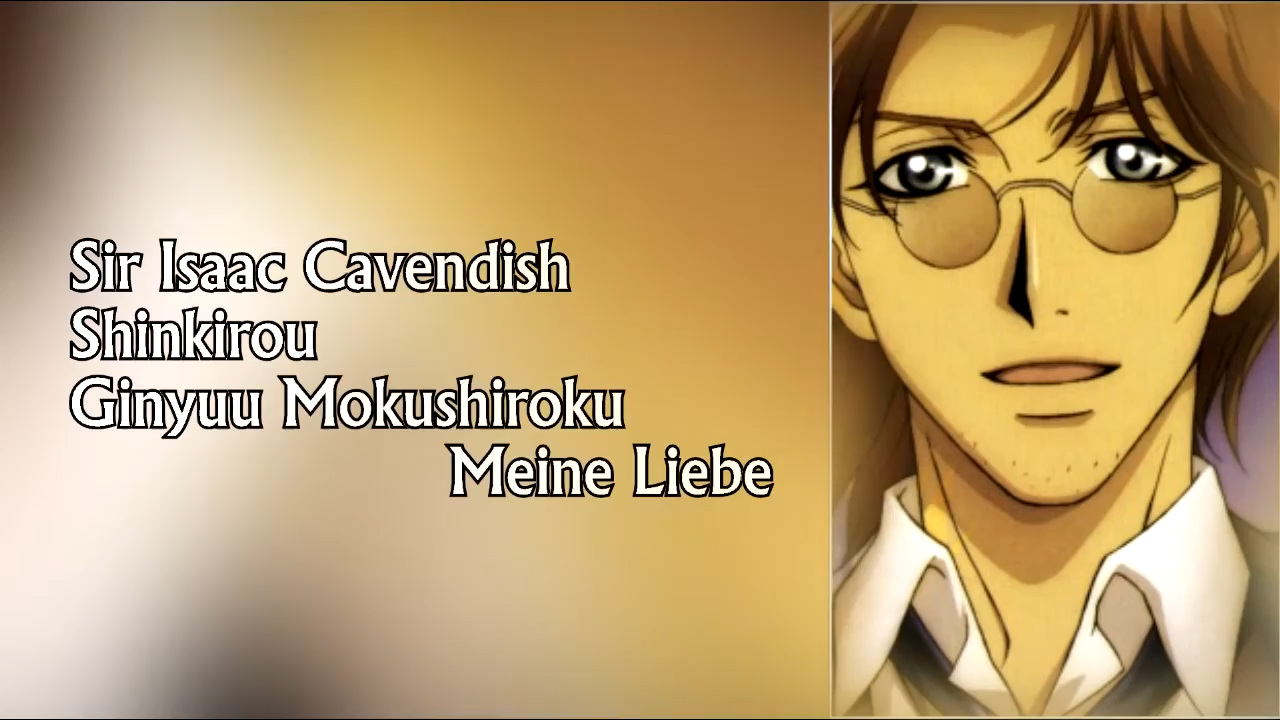 Sir Isaac Cavendish
Shinkirou
Ginyuu Mokushiroku
Meine Liebe